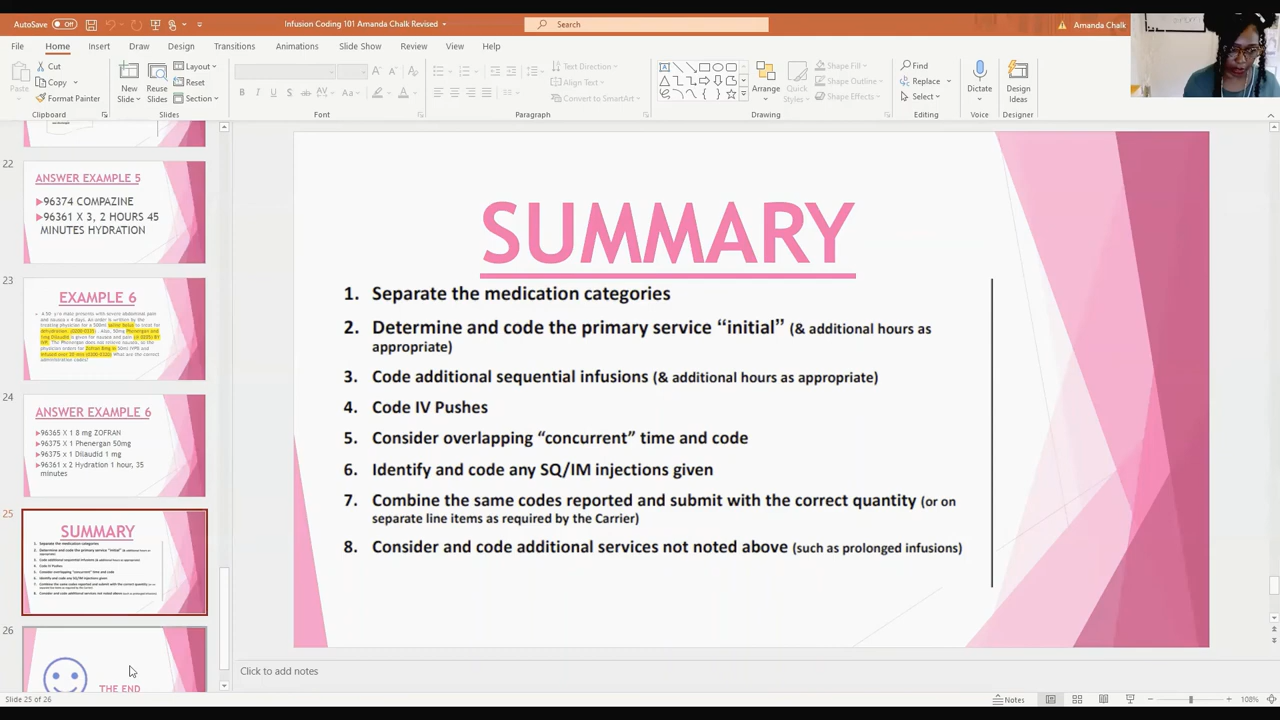 AutoSave
Off
Infusion Coding 101 Amanda Chalk Revised
Search
Amanda Chalk
File
Home
Insert
Draw
Design
Transitions
Animations
Slide Show
Review
View
Help
Paste
Cut
Copy
Format Painter
Clipboard
New
Slide
Reuse
Slides
Layout
Reset
Section
Slides
Font
Text Direction
Align Text
Convert to SmartArt
Paragraph
Arrange
Quick
Styles
Shape Fill
Shape Outline
Shape Effects
Drawing
Find
Replace
Select
Editing
Dictate
Voice
Design
Ideas
Designer
22
ANSWER EXAMPLE 5
96374 COMPAZINE
96361 X 3, 2 HOURS 45
MINUTES HYDRATION
23
EXAMPLE 6
24
ANSWER EXAMPLE 6
96365 X 1 8 mg ZOFRAN
96375 X 1 Phenergan 50mg
96375 x 1 Dilaudid 1 mg
96361 x 2 Hydration 1 hour, 35
minutes
25
SUMMARY
26
THE END
SUMMARY
1. Separate the medication categories
2. Determine and code the primary service “initial” (& additional hours as
appropriate)
3. Code additional sequential infusions (& additional hours as appropriate)
4. Code IV Pushes
5. Consider overlapping “concurrent” time and code
6. Identify and code any SQ/IM injections given
7. Combine the same codes reported and submit with the correct quantity (or on
separate line items as required by the Carrier)
8. Consider and code additional services not noted above (such as prolonged infusions)
Click to add notes
Slide 25 of 26
Notes
108%